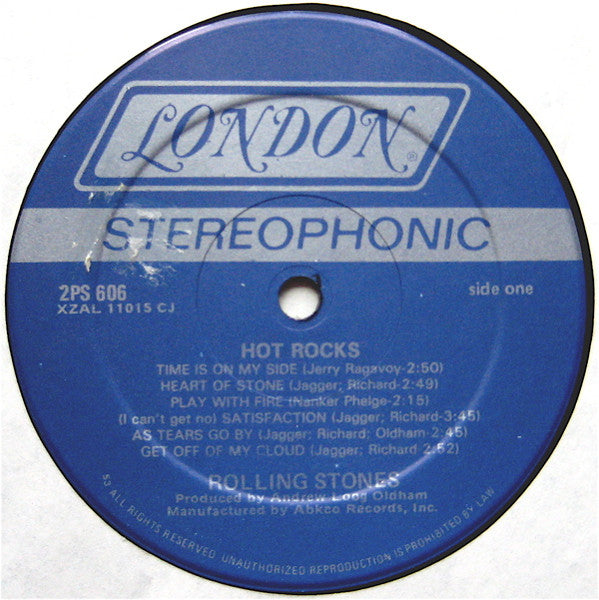 LONDON®
STEREOPHONIC
2PS 606
side one
XZAL 11015 CJ
HOT ROCKS
TIME IS ON MY SIDE (Jerry Ragavoy-2:50)
HEART OF STONE (Jagger; Richard-2:49)
PLAY WITH FIRE (Nanker Phelge-2:15)
(I can't get no) SATISFACTION (Jagger; Richard-3:45)
AS TEARS GO BY (Jagger; Richard; Oldham-2:45)
GET OFF OF MY CLOUD (Jagger; Richard 2:52)
ROLLING STONES
Produced by Andrew Loog Oldham
Manufactured by Abkco Records, Inc.
53 ALL RIGHTS RESERVED UNAUTHORIZED REPRODUCTION IS PROHIBITED BY LAW